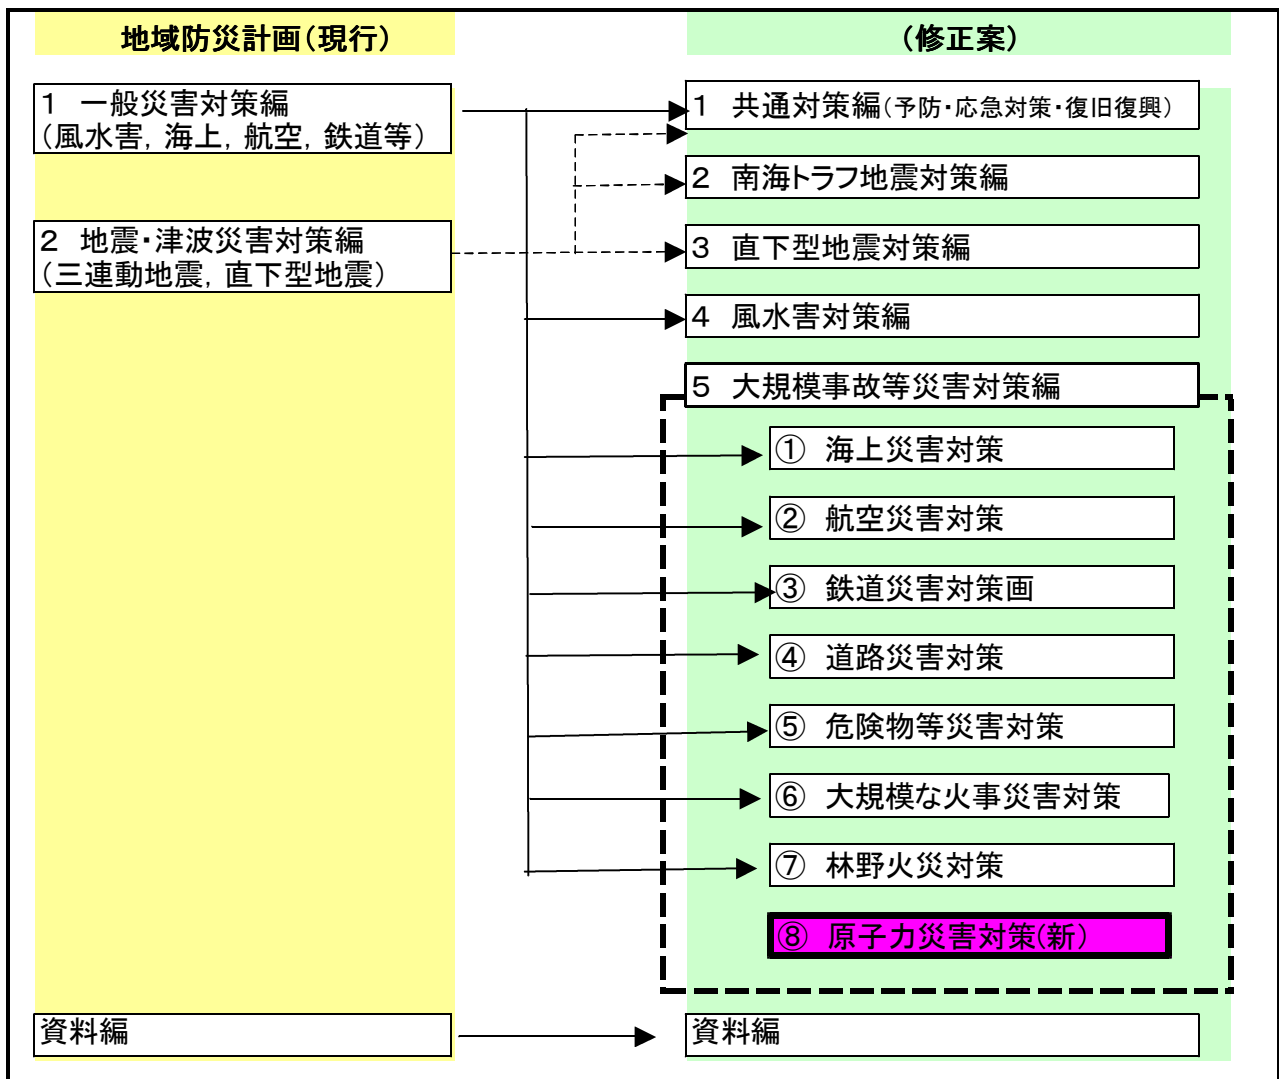 地域防災計画（現行）
１　一般災害対策編
（風水害，海上，航空，鉄道等）
２　地震・津波災害対策編
（三連動地震，直下型地震）
資料編
（修正案）
１　共通対策編（予防・応急対策・復旧復興）
２　南海トラフ地震対策編
３　直下型地震対策編
４　風水害対策編
５　大規模事故等災害対策編
①　海上災害対策
②　航空災害対策
③　鉄道災害対策画
④　道路災害対策
⑤　危険物等災害対策
⑥　大規模な火事災害対策
⑦　林野火災対策
⑧　原子力災害対策(新）
資料編